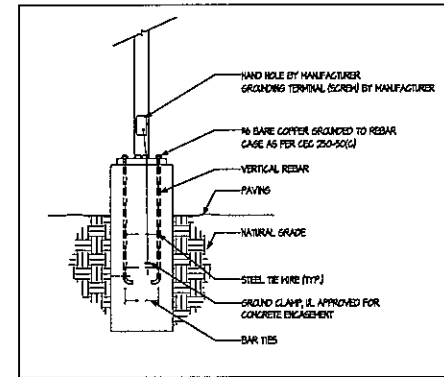 HAND HOLE BY MANUFACTURER
GROUNDING TERMINAL (SCREW) BY MANUFACTURER
#6 BARE COPPER GROUNDED TO REBAR
CAGE AS PER CEC 250-50(C)
VERTICAL REBAR
PAVING
NATURAL GRADE
STEEL TIE WIRE (TYP.)
GROUND CLAMP, UL APPROVED FOR
CONCRETE ENCASEMENT
BAR TIES